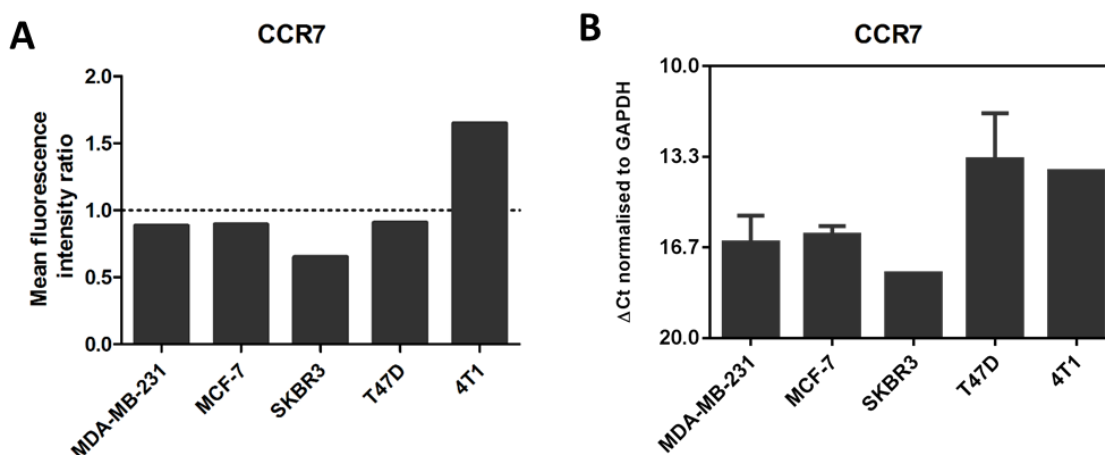 A
CCR7
Mean fluorescence
intensity ratio
2.0
1.5
1.0
0.5
0.0
MDA-MB-231
MCF-7
SKBR3
T47D
4T1
B
CCR7
ΔCt normalised to GAPDH
10.0
13.3
16.7
20.0
MDA-MB-231
MCF-7
SKBR3
T47D
4T1